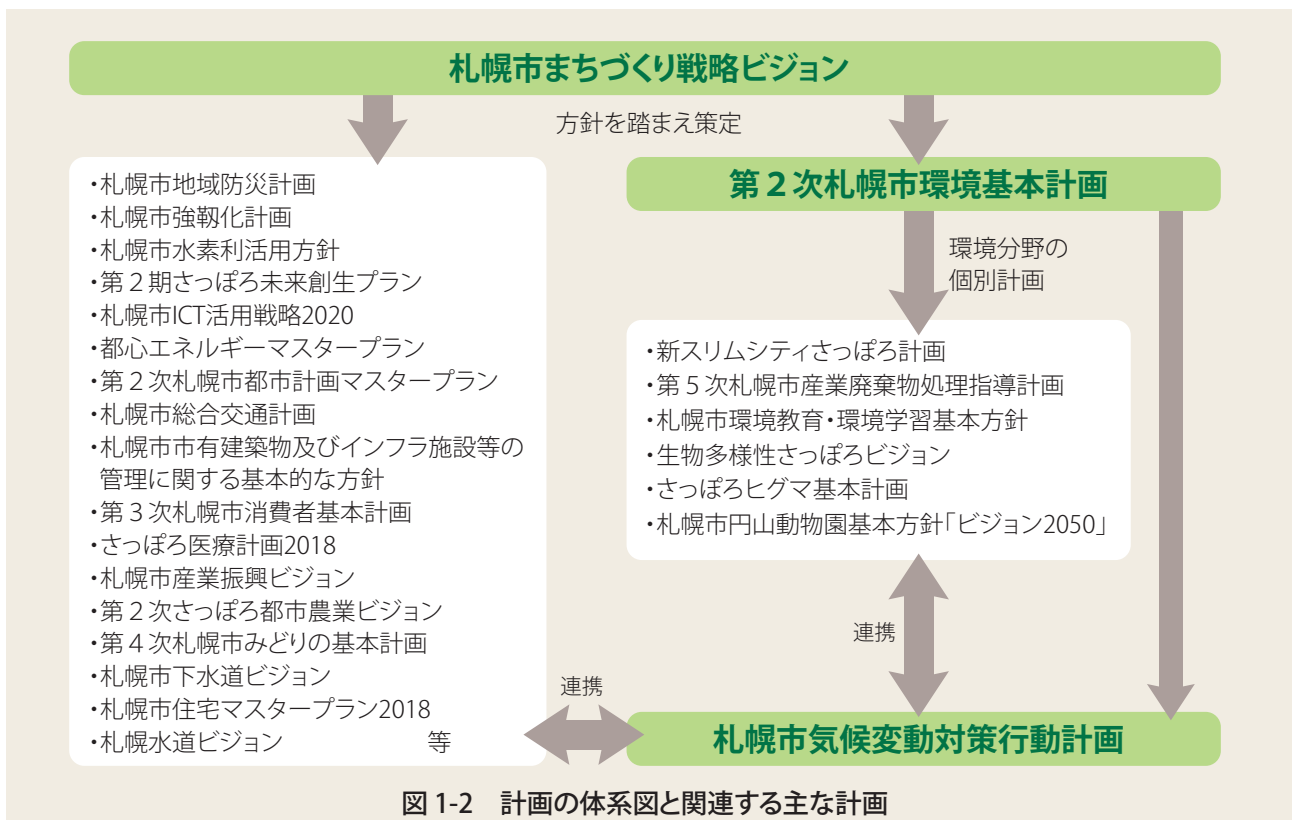 札幌市まちづくり戦略ビジョン
方針を踏まえ策定
・札幌市地域防災計画
・札幌市強靱化計画
・札幌市水素利活用方針
・第２期さっぽろ未来創生プラン
・札幌市ICT活用戦略2020
・都心エネルギーマスタープラン
・第２次札幌市都市計画マスタープラン
・札幌市総合交通計画
・札幌市市有建築物及びインフラ施設等の
管理に関する基本的な方針
・第３次札幌市消費者基本計画
・さっぽろ医療計画2018
・札幌市産業振興ビジョン
・第２次さっぽろ都市農業ビジョン
・第４次札幌市みどりの基本計画
・札幌市下水道ビジョン
・札幌市住宅マスタープラン2018
・札幌水道ビジョン　　　　　　等
第２次札幌市環境基本計画
環境分野の
個別計画
・新スリムシティさっぽろ計画
・第５次札幌市産業廃棄物処理指導計画
・札幌市環境教育・環境学習基本方針
・生物多様性さっぽろビジョン
・さっぽろヒグマ基本計画
・札幌市円山動物園基本方針「ビジョン2050」
連携
連携
札幌市気候変動対策行動計画
図 1-2　計画の体系図と関連する主な計画